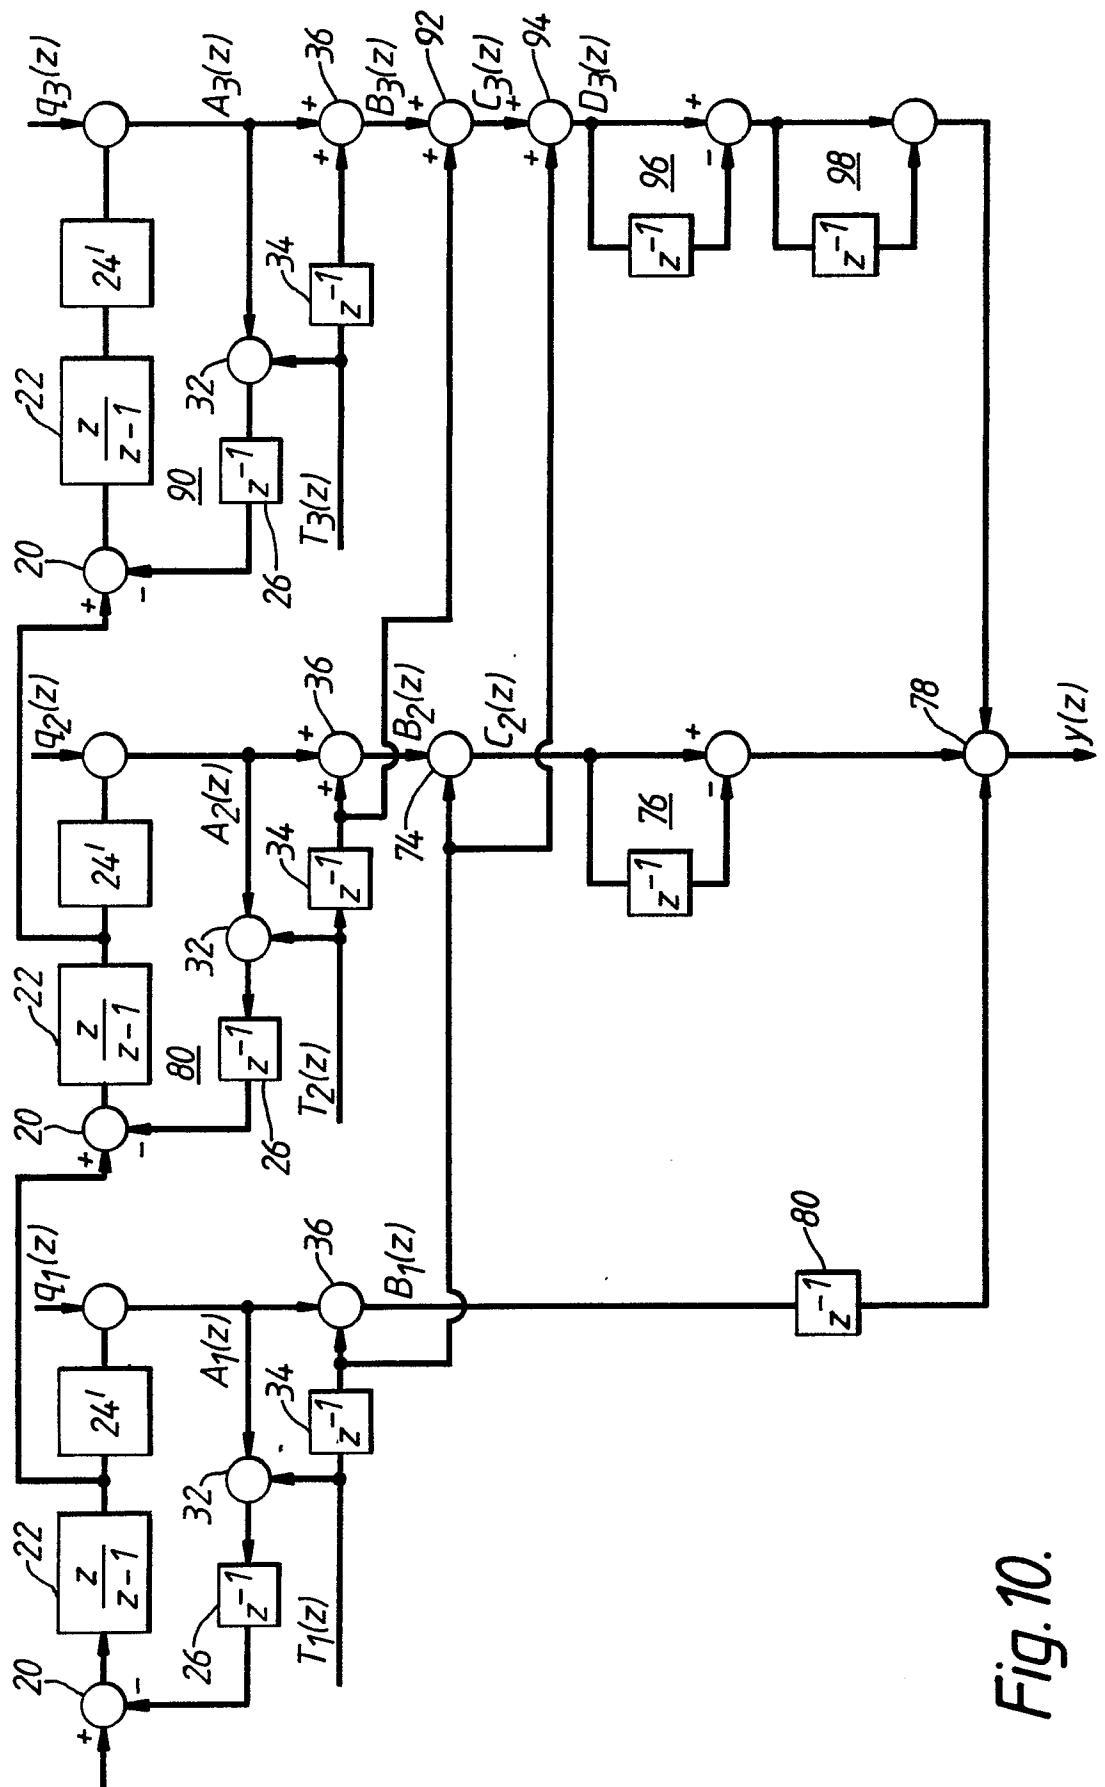 20
+
-
22
z
z-1
24'
q1(z)
A1(z)
32
26
z-1
T1(z)
34
z-1
36
B1(z)
80
z-1
20
+
-
22
z
z-1
24'
q2(z)
A2(z)
80
32
26
z-1
T2(z)
34
z-1
36
+
+
B2(z)
74
C2(z)
76
z-1
+
-
78
y(z)
20
+
-
22
z
z-1
24'
q3(z)
A3(z)
90
32
26
z-1
T3(z)
34
z-1
36
+
+
B3(z)
92
+
+
C3(z)
94
+
+
D3(z)
96
z-1
+
-
98
z-1
Fig. 10.